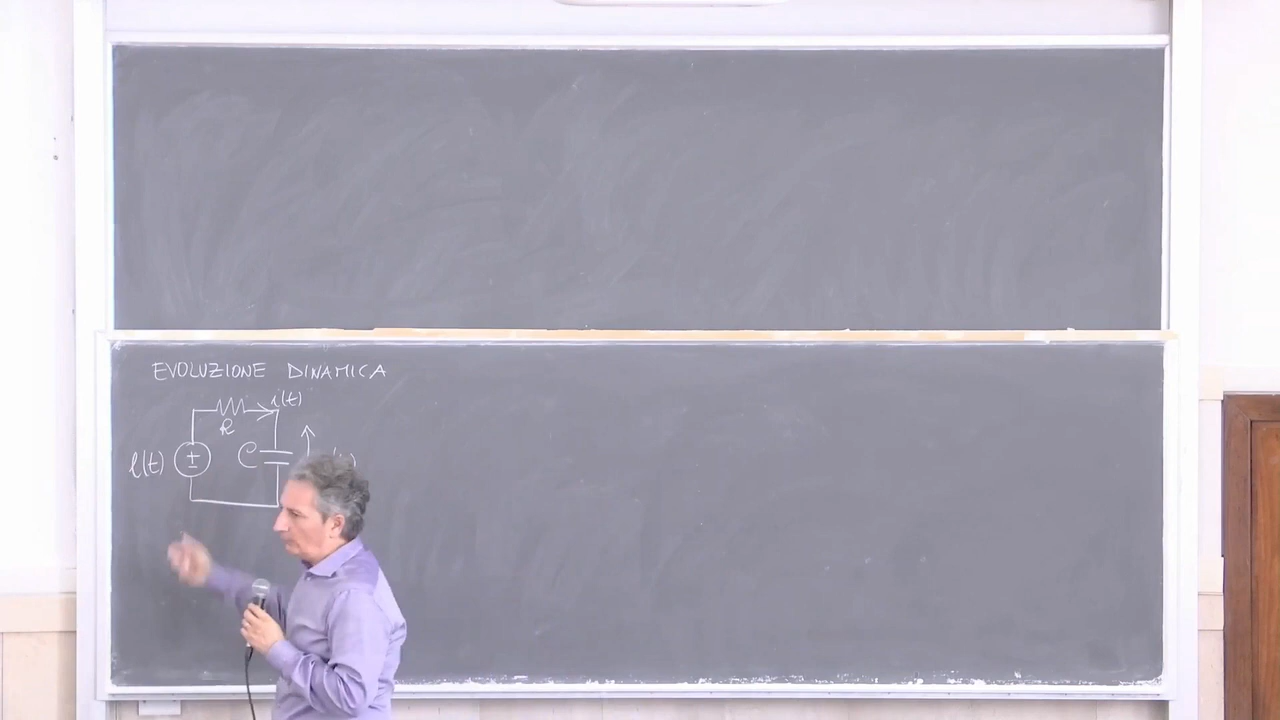 EVOLUZIONE DINAMICA
i(t)
R
e(t) ± C